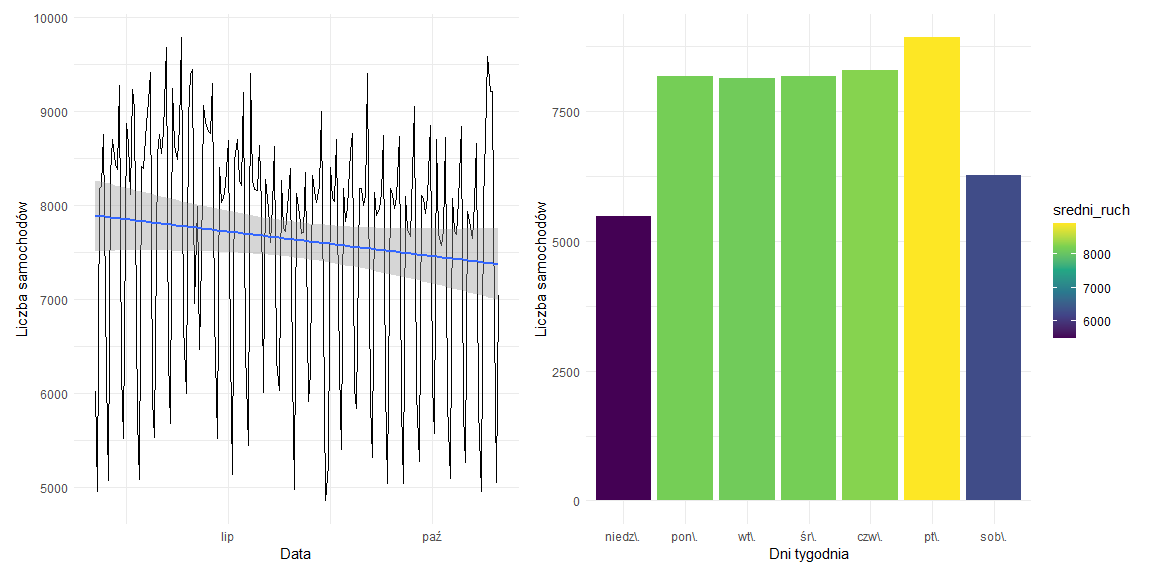 10000
9000
8000
7000
6000
5000
Liczba samochodów
lip
paź
Data
7500
5000
2500
0
Liczba samochodów
niedz\.
pon\.
wt\.
śr\.
czw\.
pt\.
sob\.
Dni tygodnia
sredni_ruch
8000
7000
6000